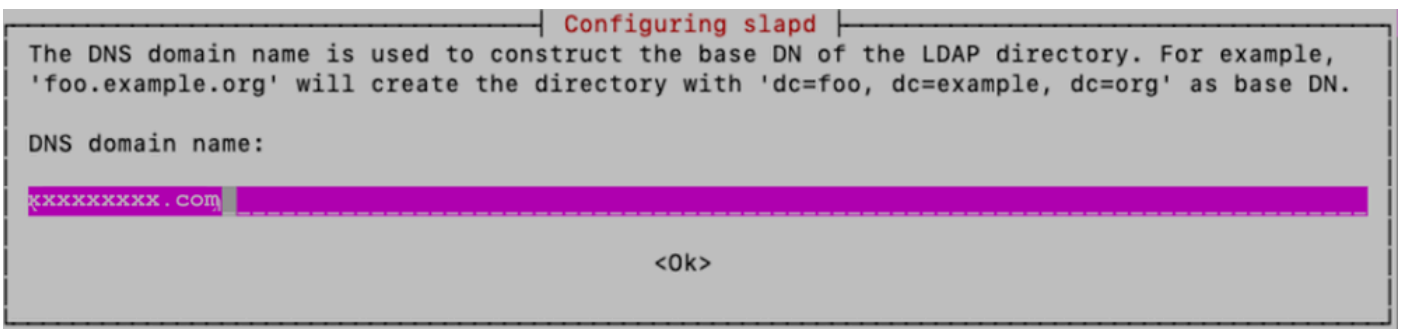 Configuring slapd
The DNS domain name is used to construct the base DN of the LDAP directory. For example,
'foo.example.org' will create the directory with 'dc=foo, dc=example, dc=org' as base DN.
DNS domain name:
xxxxxxxxxx.com
<Ok>